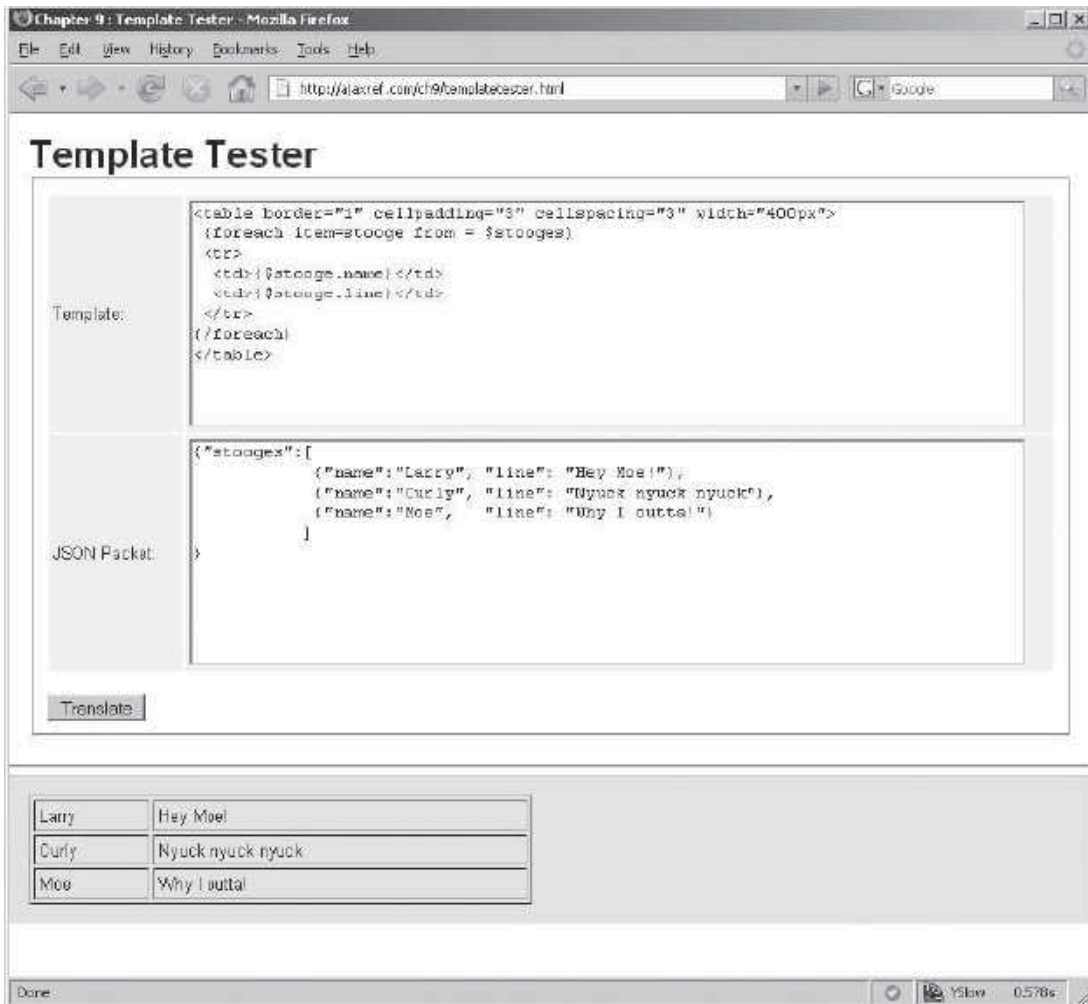 Chapter 9 : Template Tester - Mozilla Firefox
File Edit View History Bookmarks Tools Help
http://ajaxref.com/ch9/templatetester.html
Google
Template Tester
Template:
<table border="1" cellpadding="3" cellspacing="3" width="400px">
{foreach item=stooge from = $stooges}
<tr>
<td>{$stooge.name}</td>
<td>{$stooge.line}</td>
</tr>
{/foreach}
</table>
JSON Packet:
{"stooges":[
{"name":"Larry", "line": "Hey Moe!"},
{"name":"Curly", "line": "Nyuck nyuck nyuck"},
{"name":"Moe", "line": "Why I outta!"}
]
}
Translate
Larry Hey Moe!
Curly Nyuck nyuck nyuck
Moe Why I outta!
Done YSlow 0.578s